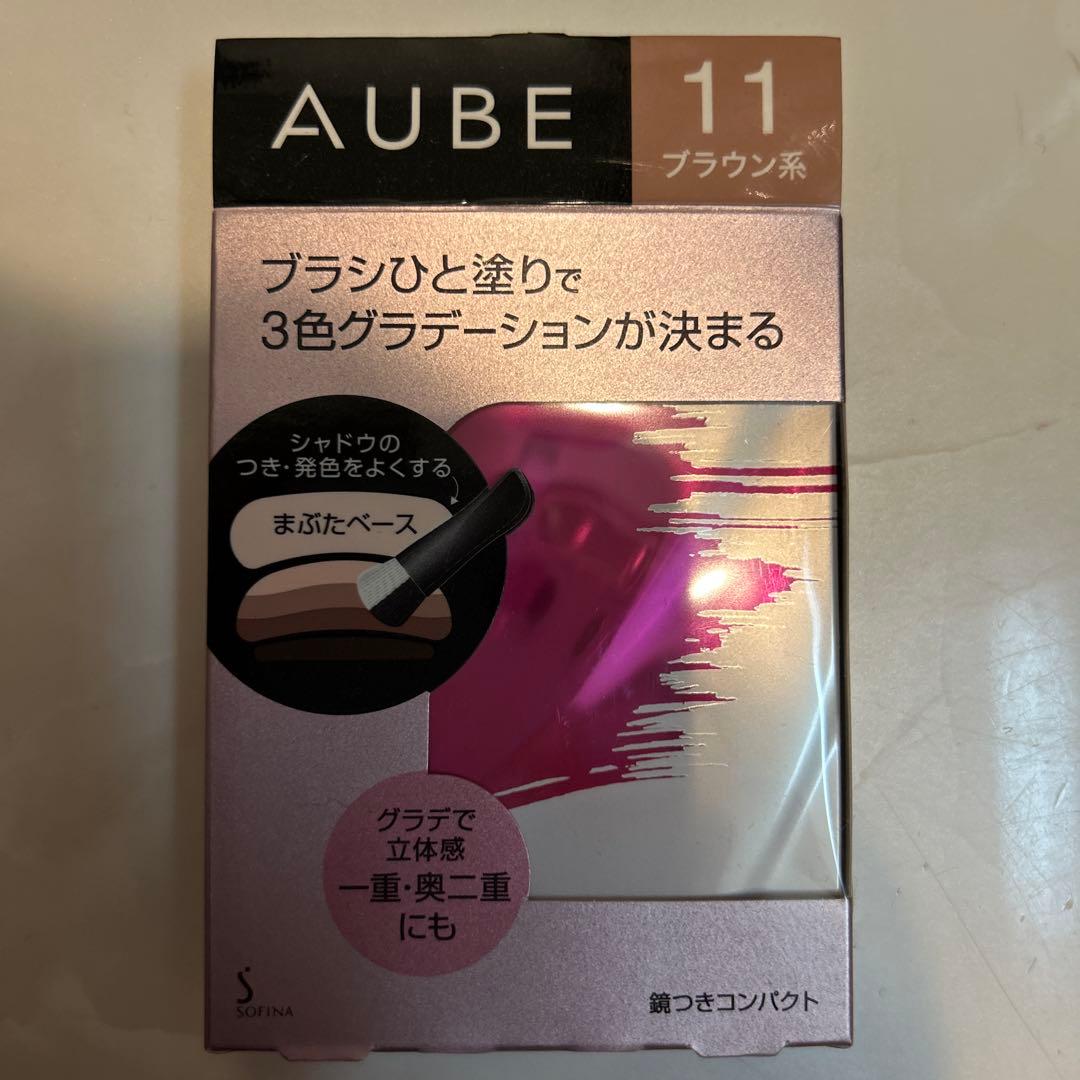 AUBE
11
ブラウン系
ブラシひと塗りで
3色グラデーションが決まる
シャドウの
つき・発色をよくする
まぶたベース
グラデで
立体感
一重・奥二重
にも
SOFINA
鏡つきコンパクト